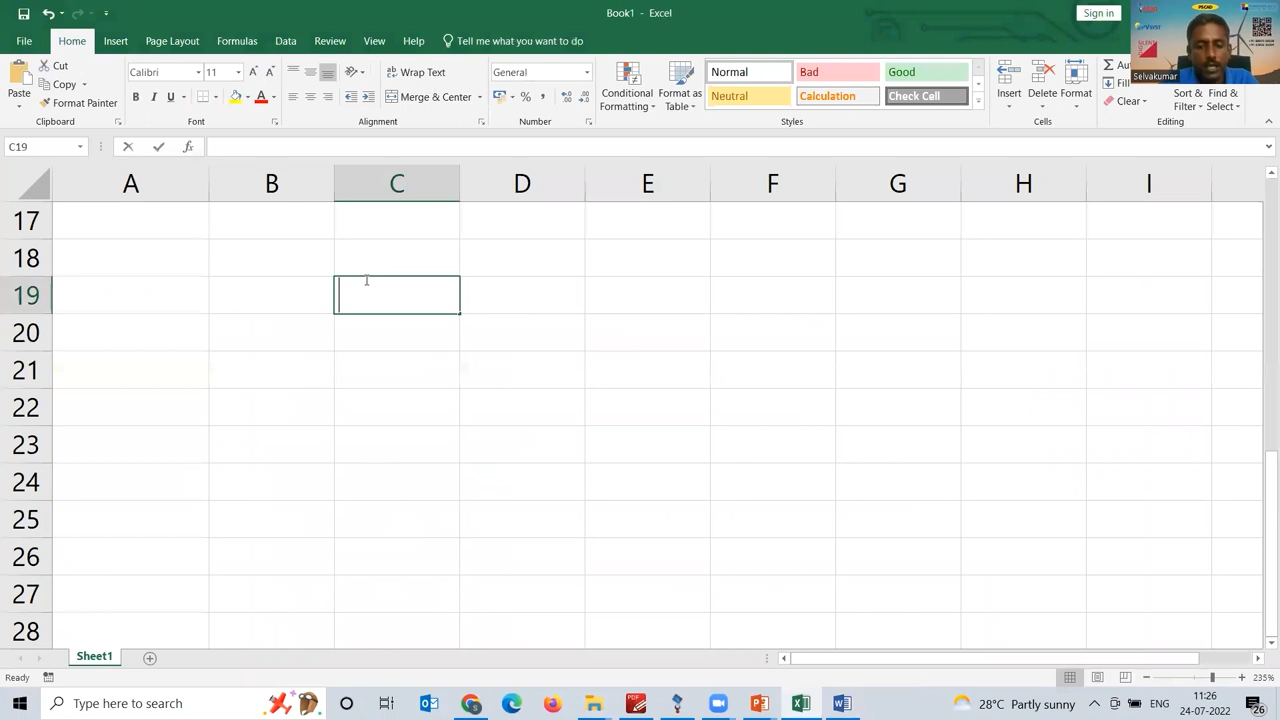 Book1 - Excel
Sign in
File Home Insert Page Layout Formulas Data Review View Help Tell me what you want to do
PSCAD
Selvakumar
Paste
Cut
Copy
Format Painter
Clipboard
Calibri 11
B I U A
Font
Wrap Text
Merge & Center
Alignment
General
%
Number
Conditional Formatting
Format as Table
Normal Bad Good
Neutral Calculation Check Cell
Styles
Insert Delete Format
Cells
Fill
Clear
Sort & Filter
Find & Select
Editing
C19
fx
A B C D E F G H I
17
18
19
20
21
22
23
24
25
26
27
28
Sheet1
Ready
235%
Type here to search
28°C Partly sunny
ENG
11:26
24-07-2022
26